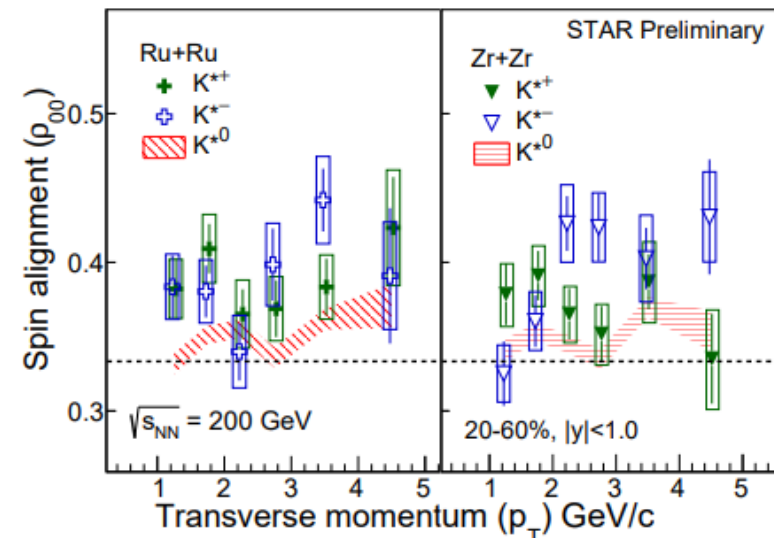 STAR Preliminary
Ru+Ru
K*+
K*-
K*0
Zr+Zr
K*+
K*-
K*0
Spin alignment (ρ00)
0.5
0.4
0.3
√sNN = 200 GeV
20-60%, |y|<1.0
1 2 3 4 5 1 2 3 4 5
Transverse momentum (pT) GeV/c